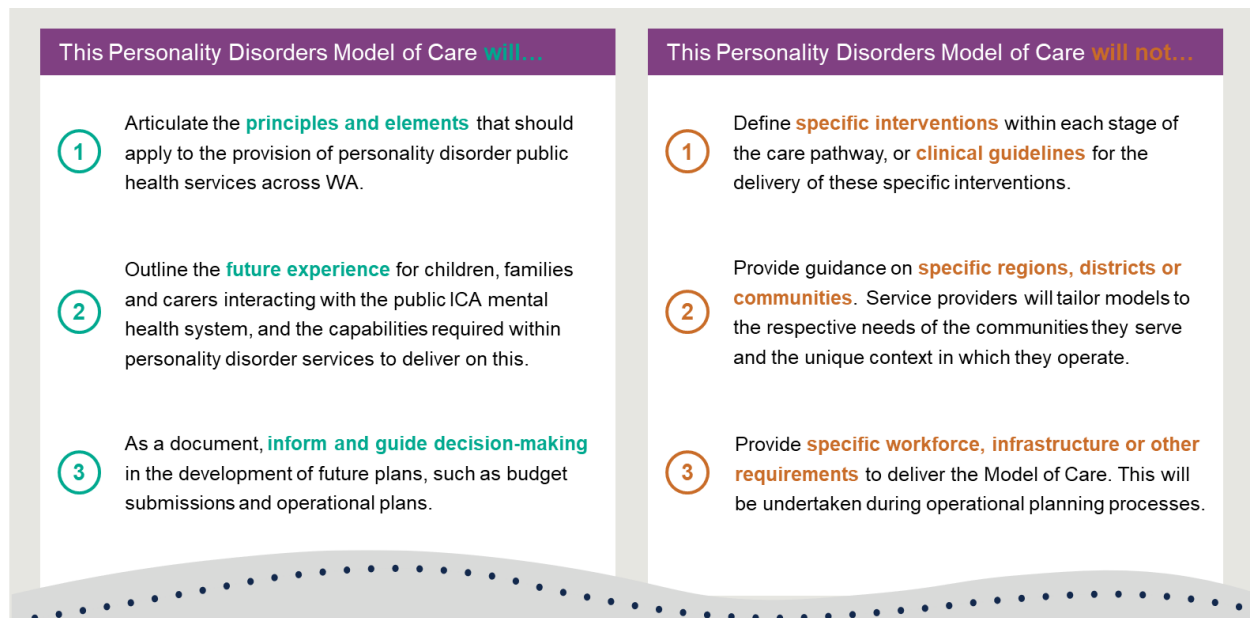 This Personality Disorders Model of Care will...
1
Articulate the principles and elements that should
apply to the provision of personality disorder public
health services across WA.
2
Outline the future experience for children, families
and carers interacting with the public ICA mental
health system, and the capabilities required within
personality disorder services to deliver on this.
3
As a document, inform and guide decision-making
in the development of future plans, such as budget
submissions and operational plans.
This Personality Disorders Model of Care will not...
1
Define specific interventions within each stage of
the care pathway, or clinical guidelines for the
delivery of these specific interventions.
2
Provide guidance on specific regions, districts or
communities. Service providers will tailor models to
the respective needs of the communities they serve
and the unique context in which they operate.
3
Provide specific workforce, infrastructure or other
requirements to deliver the Model of Care. This will
be undertaken during operational planning processes.